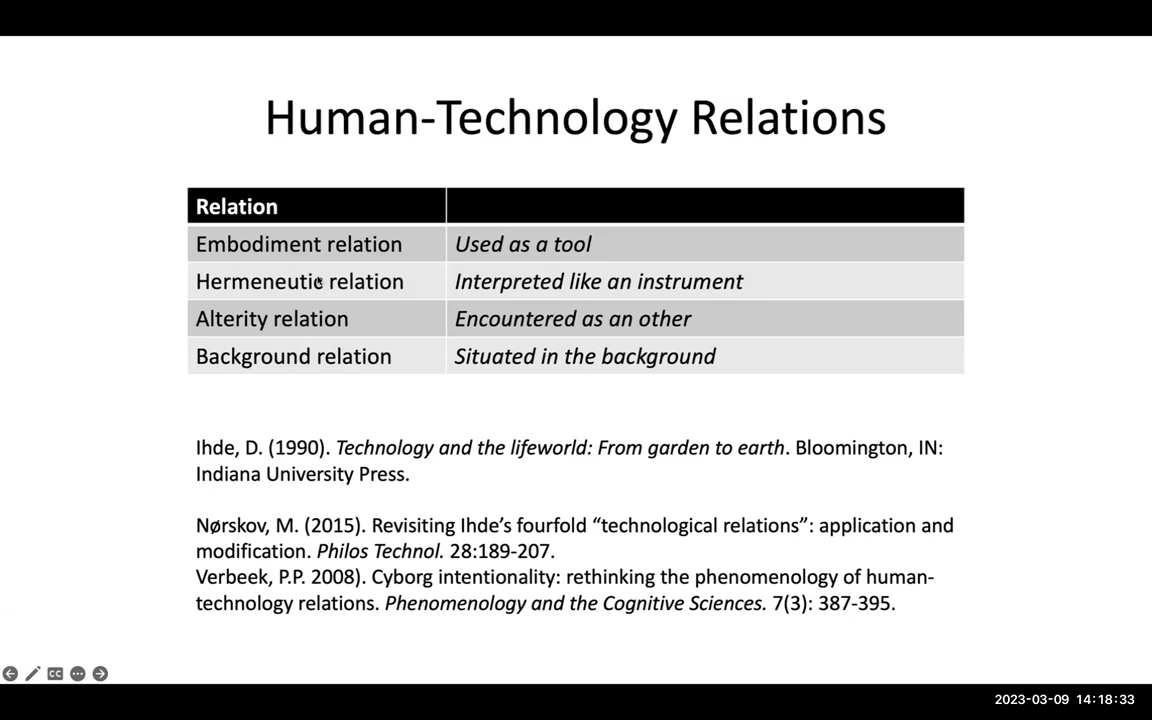 Human-Technology Relations
Relation
Embodiment relation Used as a tool
Hermeneutic relation Interpreted like an instrument
Alterity relation Encountered as an other
Background relation Situated in the background
Ihde, D. (1990). Technology and the lifeworld: From garden to earth. Bloomington, IN:
Indiana University Press.
Nørskov, M. (2015). Revisiting Ihde’s fourfold “technological relations”: application and
modification. Philos Technol. 28:189-207.
Verbeek, P.P. 2008). Cyborg intentionality: rethinking the phenomenology of human-
technology relations. Phenomenology and the Cognitive Sciences. 7(3): 387-395.
CC
2023-03-09 14:18:33